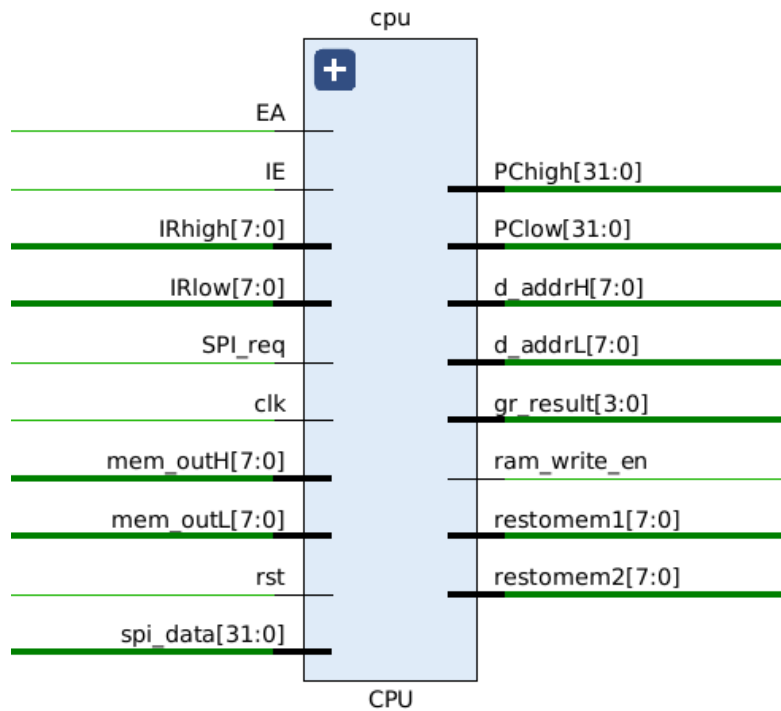 cpu
EA
IE
IRhigh[7:0]
IRlow[7:0]
SPI_req
clk
mem_outH[7:0]
mem_outL[7:0]
rst
spi_data[31:0]
PChigh[31:0]
PClow[31:0]
d_addrH[7:0]
d_addrL[7:0]
gr_result[3:0]
ram_write_en
restomem1[7:0]
restomem2[7:0]
CPU